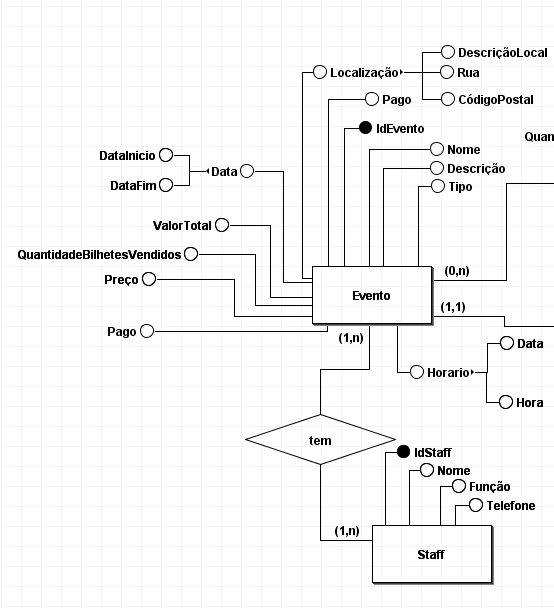 DescriçãoLocal
Localização
Rua
Pago
CódigoPostal
IdEvento
Quan
DataInicio
Nome
Data
Descrição
DataFim
Tipo
ValorTotal
QuantidadeBilhetesVendidos
(0,n)
Preço
Evento
(1,1)
Pago
(1,n)
Data
Horario
Hora
tem
IdStaff
Nome
Função
Telefone
(1,n)
Staff